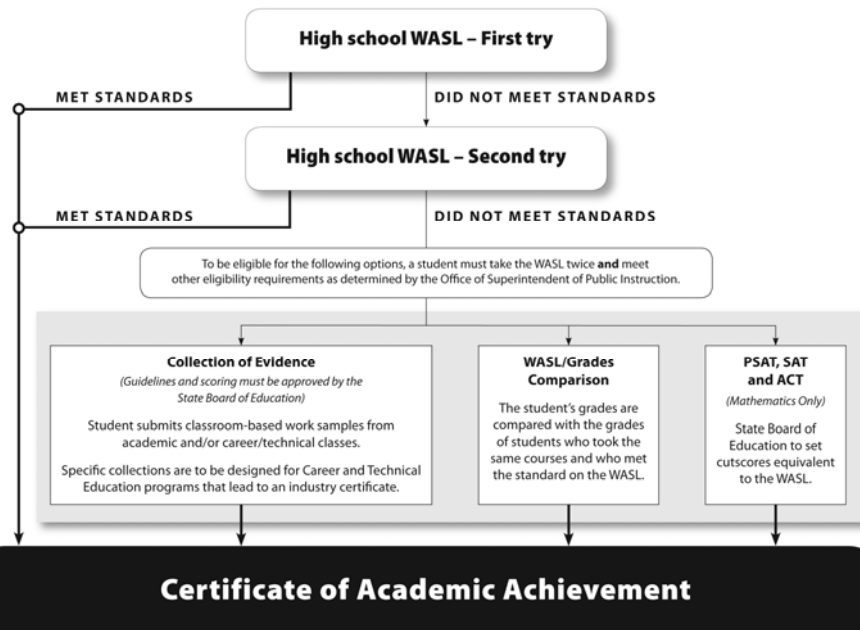 High school WASL – First try
MET STANDARDS
DID NOT MEET STANDARDS
High school WASL – Second try
MET STANDARDS
DID NOT MEET STANDARDS
To be eligible for the following options, a student must take the WASL twice and meet
other eligibility requirements as determined by the Office of Superintendent of Public Instruction.
Collection of Evidence
(Guidelines and scoring must be approved by the
State Board of Education)
Student submits classroom-based work samples from
academic and/or career/technical classes.
Specific collections are to be designed for Career and Technical
Education programs that lead to an industry certificate.
WASL/Grades
Comparison
The student's grades are
compared with the grades
of students who took the
same courses and who met
the standard on the WASL.
PSAT, SAT
and ACT
(Mathematics Only)
State Board of
Education to set
cutscores equivalent
to the WASL.
Certificate of Academic Achievement